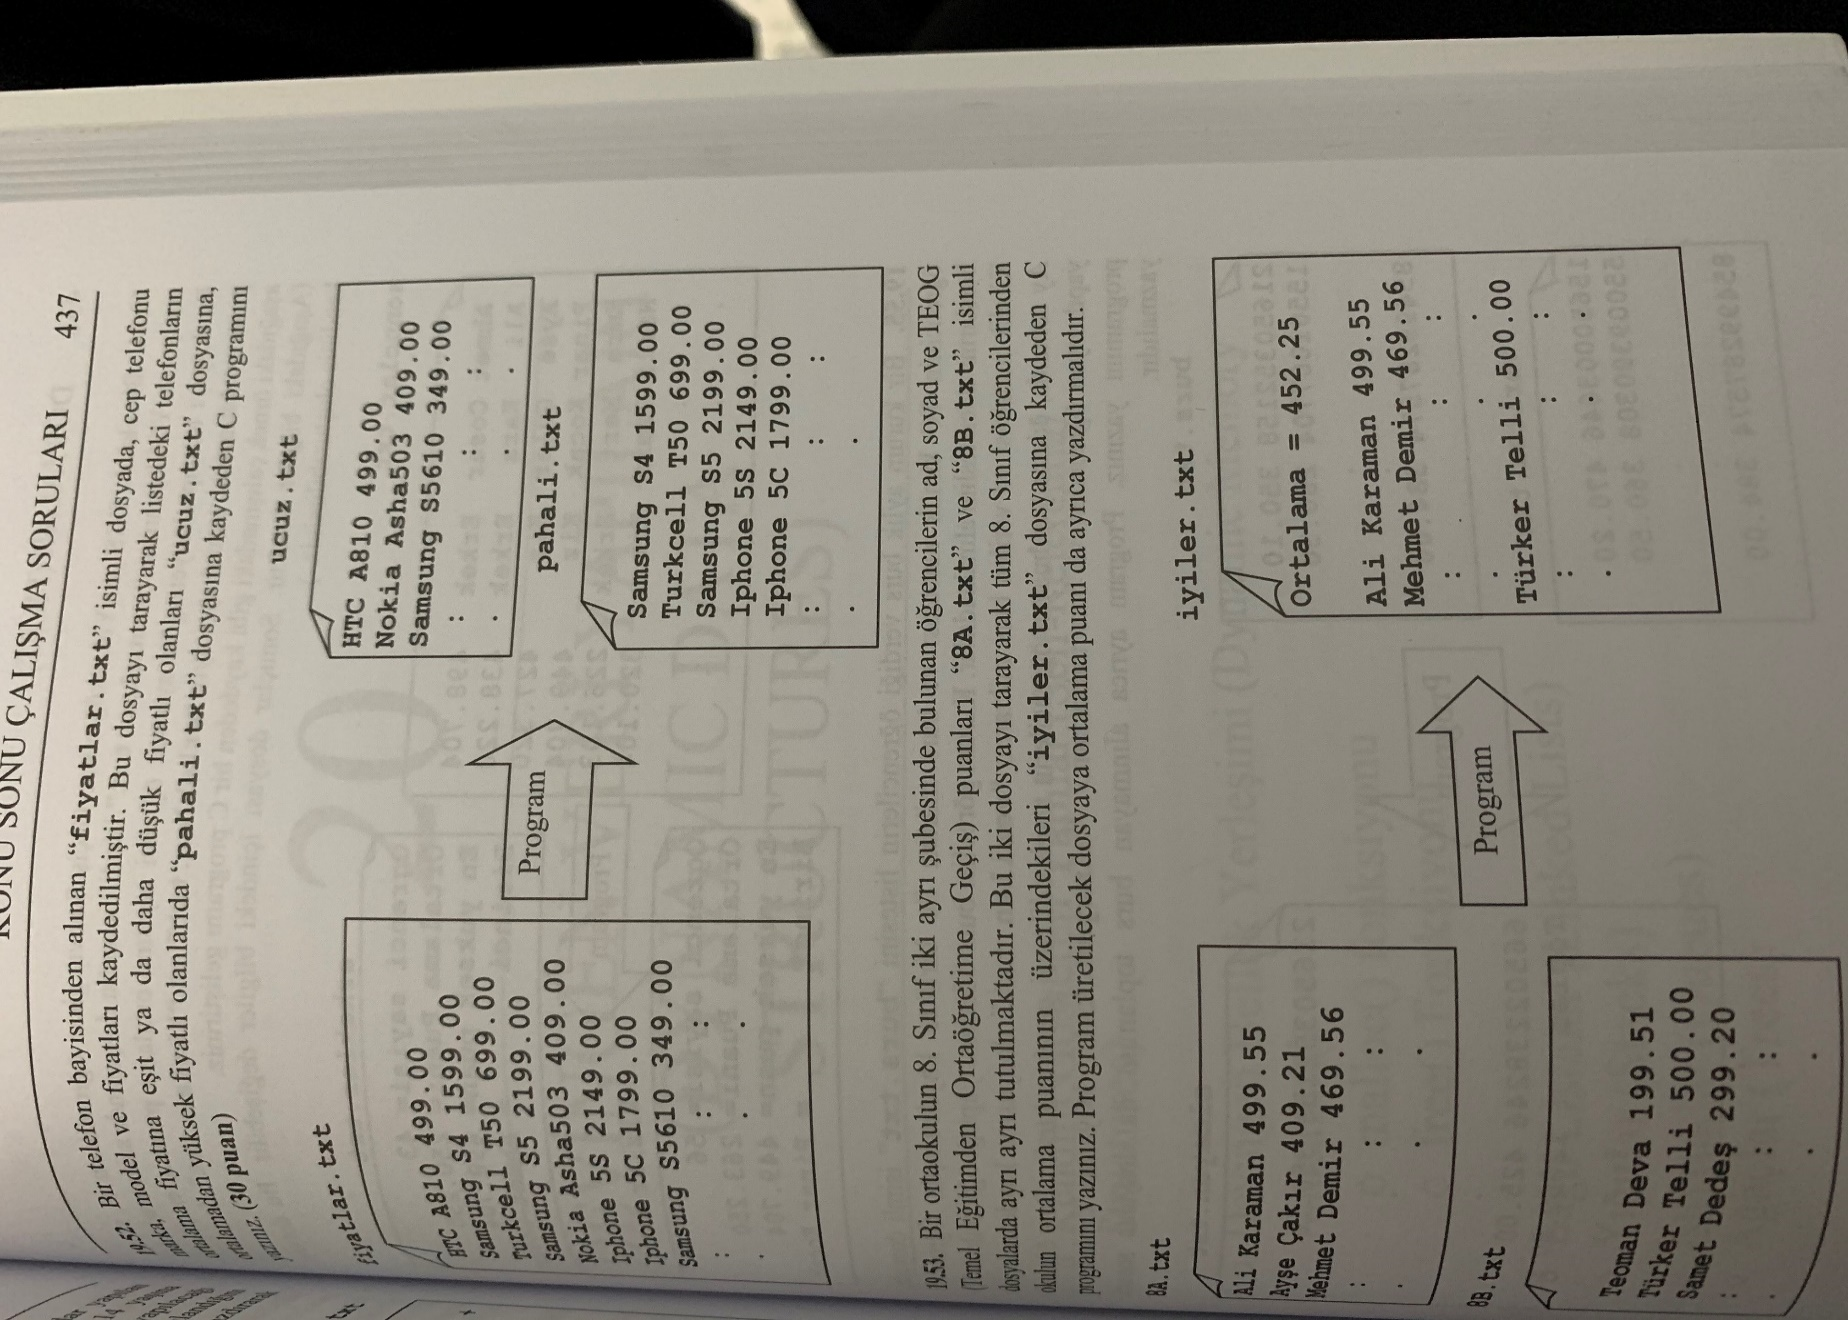 KONU SONU ÇALIŞMA SORULARI 437
19.52. Bir telefon bayisinden alınan “fiyatlar.txt” isimli dosyada, cep telefonu
marka, model ve fiyatları kaydedilmiştir. Bu dosyayı tarayarak listedeki telefonların
ortalama fiyatına eşit ya da daha düşük fiyatlı olanları “ucuz.txt” dosyasına,
ortalamadan yüksek fiyatlı olanlarıda “pahali.txt” dosyasına kaydeden C programını
yazınız. (30 puan)
fiyatlar.txt
HTC A810 499.00
Samsung S4 1599.00
Turkcell T50 699.00
Samsung S5 2199.00
Nokia Asha503 409.00
Iphone 5S 2149.00
Iphone 5C 1799.00
Samsung S5610 349.00
: : :
. . .
Program
ucuz.txt
HTC A810 499.00
Nokia Asha503 409.00
Samsung S5610 349.00
: : :
. . .
pahali.txt
Samsung S4 1599.00
Turkcell T50 699.00
Samsung S5 2199.00
Iphone 5S 2149.00
Iphone 5C 1799.00
: : :
. .
19.53. Bir ortaokulun 8. Sınıf iki ayrı şubesinde bulunan öğrencilerin ad, soyad ve TEOG
(Temel Eğitimden Ortaöğretime Geçiş) puanları “8A.txt” ve “8B.txt” isimli
dosyalarda ayrı ayrı tutulmaktadır. Bu iki dosyayı tarayarak tüm 8. Sınıf öğrencilerinden
okulun ortalama puanının üzerindekileri “iyiler.txt” dosyasına kaydeden C
programını yazınız. Program üretilecek dosyaya ortalama puanı da ayrıca yazdırmalıdır.
8A.txt
Ali Karaman 499.55
Ayşe Çakır 409.21
Mehmet Demir 469.56
: : :
. . .
8B.txt
Teoman Deva 199.51
Türker Telli 500.00
Samet Dedeş 299.20
: : :
. . .
Program
iyiler.txt
Ortalama = 452.25
Ali Karaman 499.55
Mehmet Demir 469.56
: : :
. . .
Türker Telli 500.00
: : :
. . .